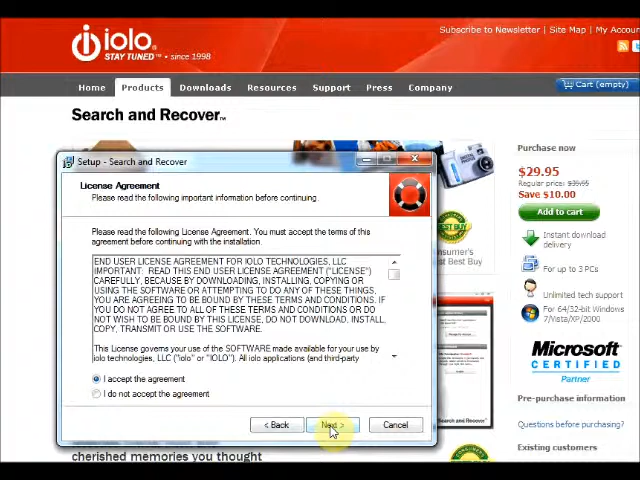 iolo
STAY TUNED™ • since 1998
Subscribe to Newsletter | Site Map | My Accoun
Home Products Downloads Resources Support Press Company
Cart (empty)
Search and Recover™
Setup - Search and Recover
License Agreement
Please read the following important information before continuing.
Please read the following License Agreement. You must accept the terms of this
agreement before continuing with the installation.
END USER LICENSE AGREEMENT FOR IOLO TECHNOLOGIES, LLC
IMPORTANT: READ THIS END USER LICENSE AGREEMENT ("LICENSE")
CAREFULLY, BECAUSE BY DOWNLOADING, INSTALLING, COPYING OR
USING THE SOFTWARE OR ATTEMPTING TO DO ANY OF THESE THINGS,
YOU ARE AGREEING TO BE BOUND BY THESE TERMS AND CONDITIONS. IF
YOU DO NOT AGREE TO ALL OF THESE TERMS AND CONDITIONS OR DO
NOT WISH TO BE BOUND BY THIS LICENSE, DO NOT DOWNLOAD, INSTALL,
COPY, TRANSMIT OR USE THE SOFTWARE.
This License governs your use of the SOFTWARE made available for your use by
iolo technologies, LLC ("iolo" or "IOLO"). All iolo applications (and third-party
I accept the agreement
I do not accept the agreement
< Back Next > Cancel
Purchase now
$29.95
Regular price: $39.95
Save $10.00
Add to cart
Instant download
delivery
For up to 3 PCs
Unlimited tech support
For 32/64-bit Windows
7/Vista/XP/2000
BEST BUY
onsumer's
st Best Buy
Microsoft®
CERTIFIED
Partner
Pre-purchase information
Questions before purchasing?
Existing customers
cherished memories you thought